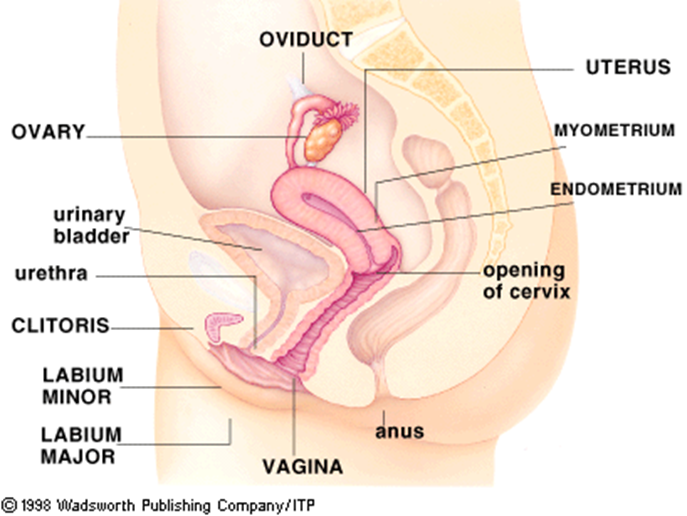 OVIDUCT
UTERUS
OVARY
MYOMETRIUM
ENDOMETRIUM
urinary
bladder
urethra
opening
of cervix
CLITORIS
LABIUM
MINOR
LABIUM
MAJOR
anus
VAGINA
© 1998 Wadsworth Publishing Company/ITP